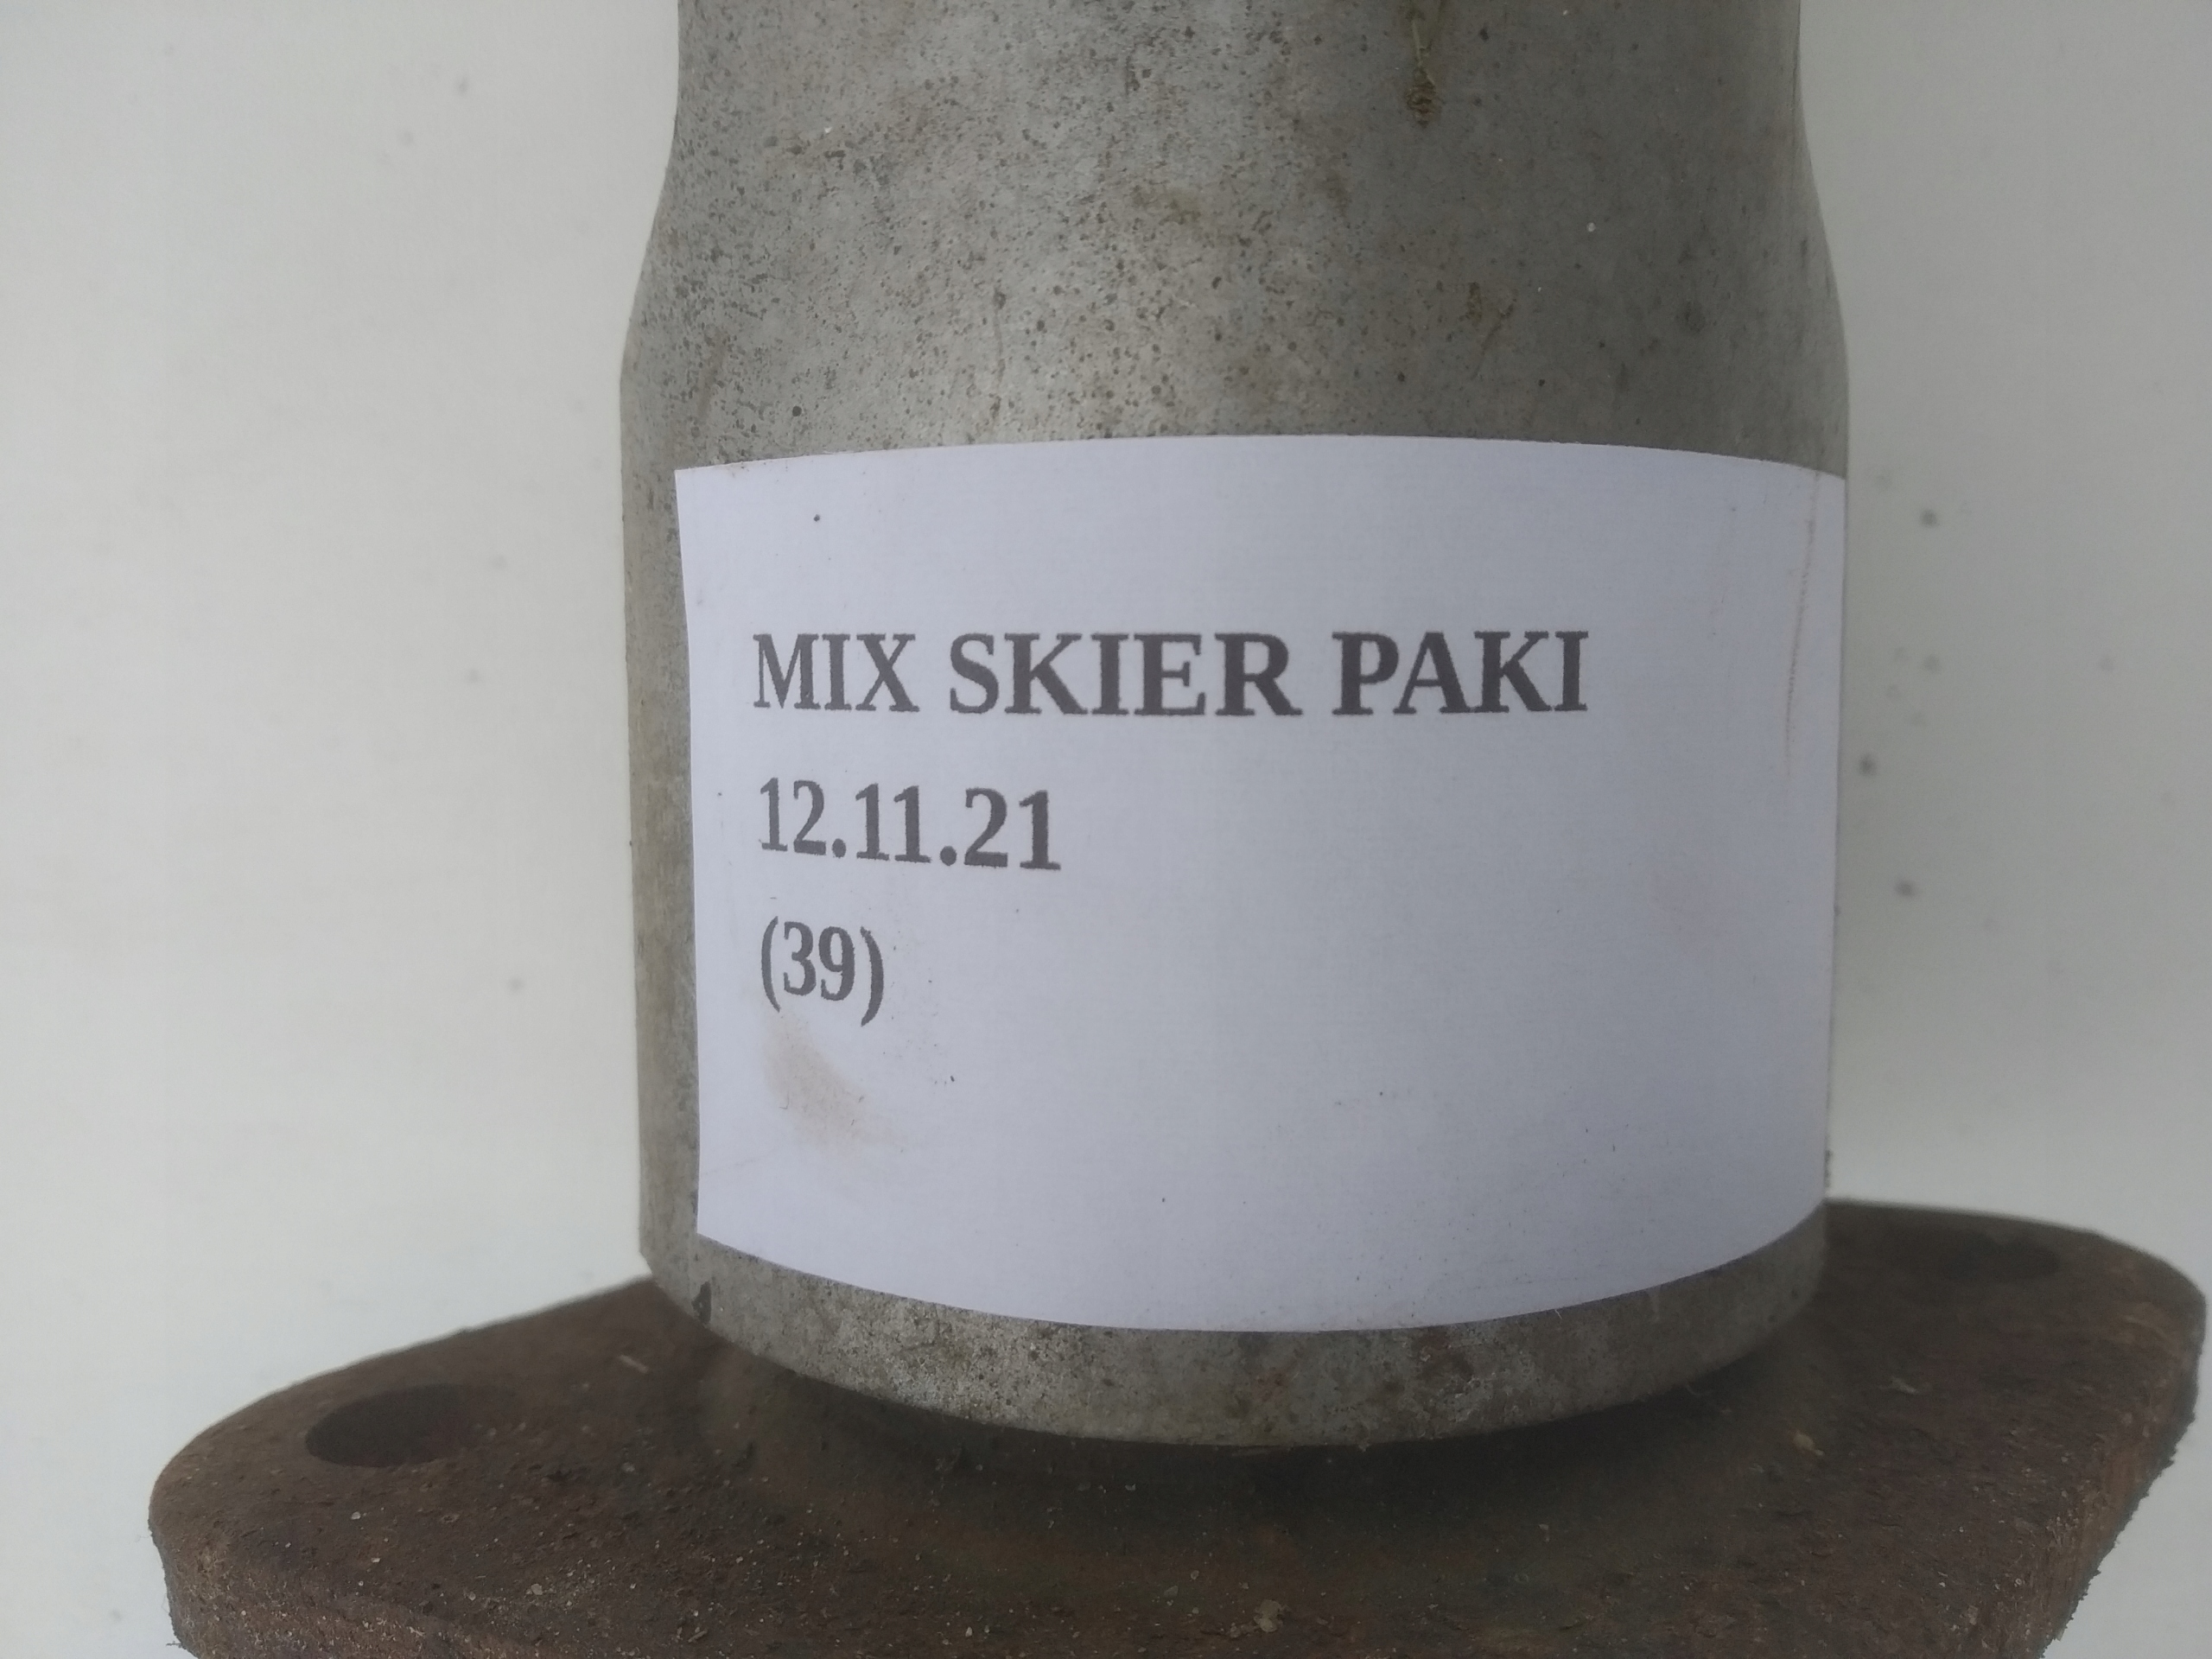 MIX SKIER PAKI
12.11.21
(39)